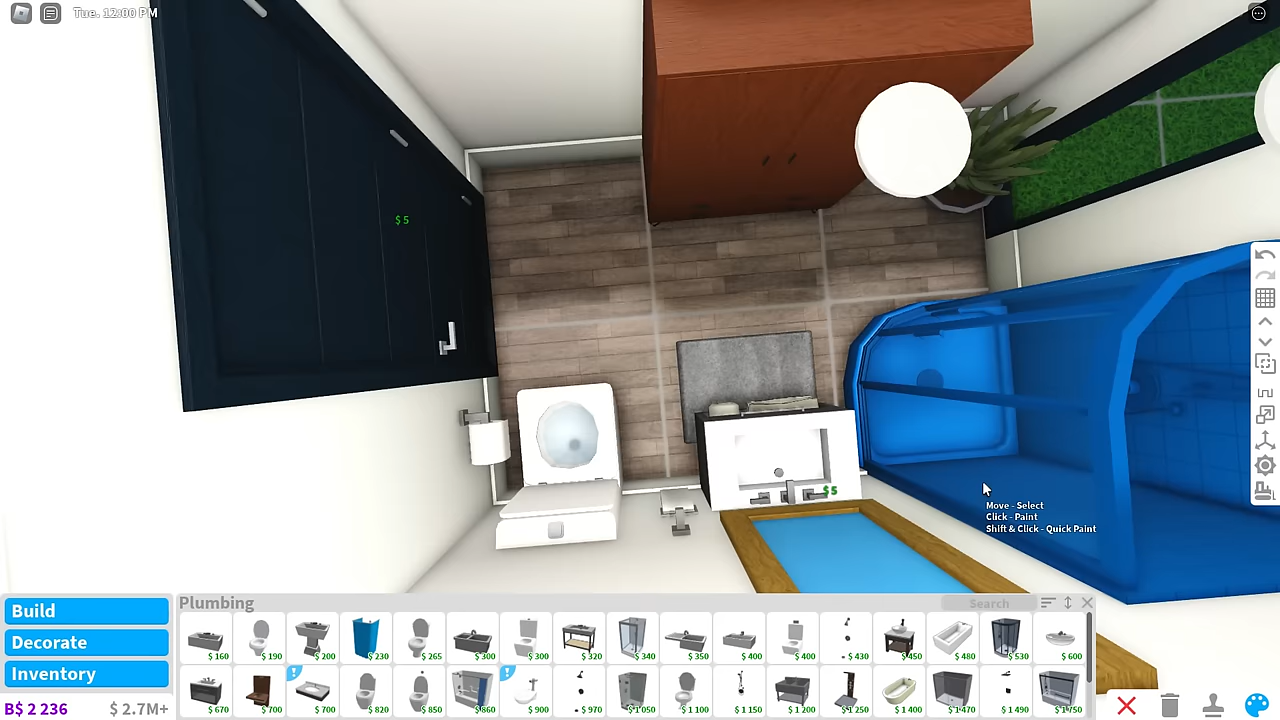 Tue. 12:00 PM
$ 5
$ 5
Move - Select
Click - Paint
Shift & Click - Quick Paint
Build
Decorate
Inventory
B$ 2 236
$ 2.7M+
Plumbing
Search
$ 160
$ 190
$ 200
$ 230
$ 265
$ 300
$ 300
$ 320
$ 340
$ 350
$ 400
$ 400
$ 430
$ 450
$ 480
$ 530
$ 600
$ 670
$ 700
$ 700
$ 820
$ 850
$ 860
$ 900
$ 970
$ 1 050
$ 1 100
$ 1 150
$ 1 200
$ 1 250
$ 1 400
$ 1 470
$ 1 490
$ 1 750